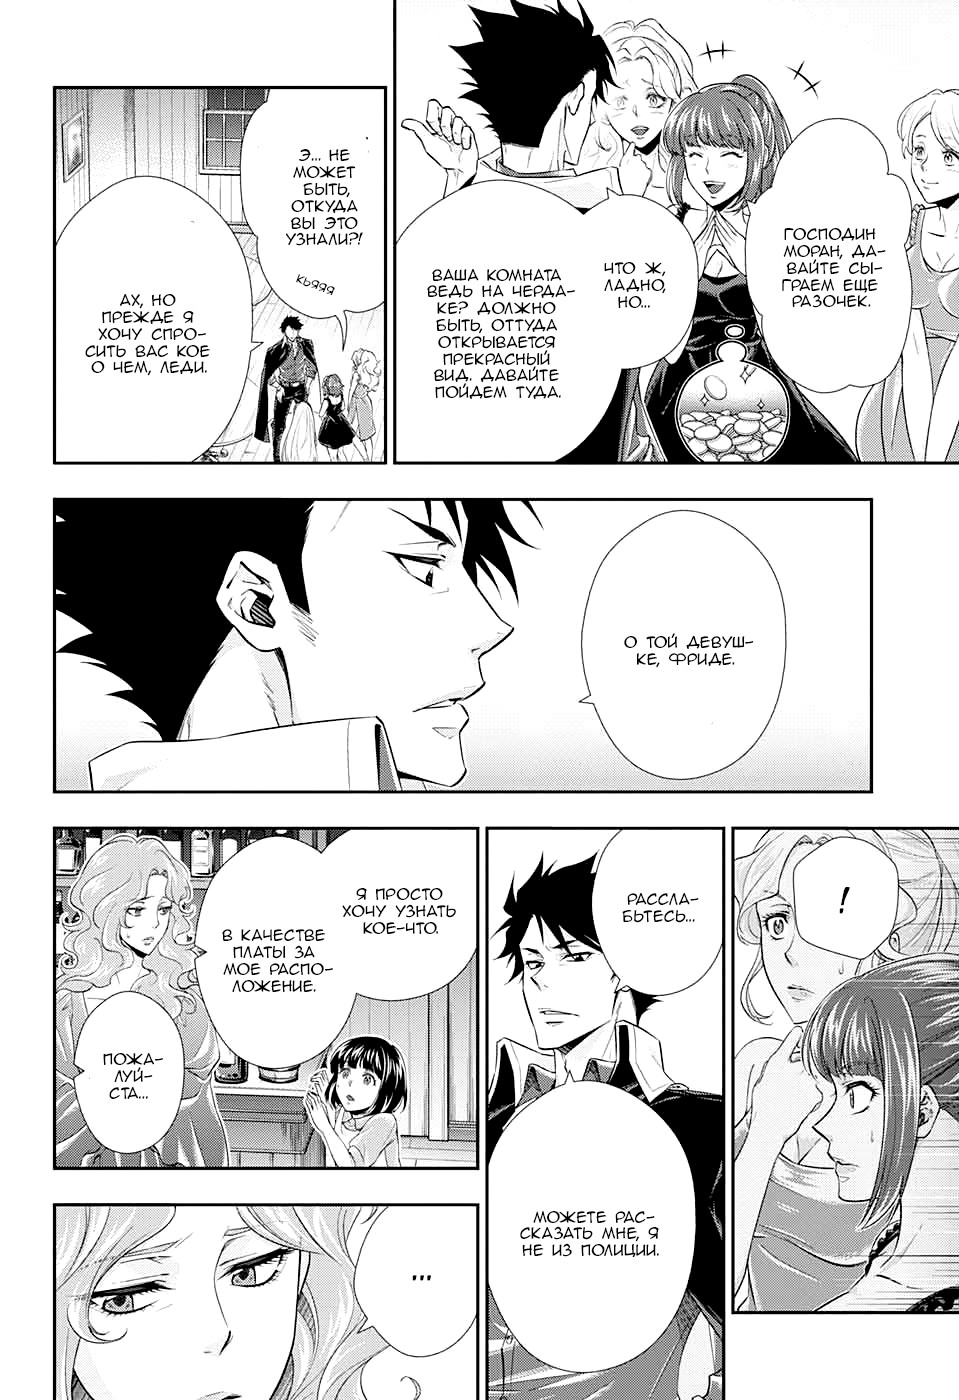 ГОСПОДИН
МОРАН, ДА-
ВАЙТЕ СЫ-
ГРАЕМ ЕЩЕ
РАЗОЧЕК.
ЧТО Ж,
ЛАДНО,
НО...
ВАША КОМНАТА
ВЕДЬ НА ЧЕРДА-
КЕ? ДОЛЖНО
БЫТЬ, ОТТУДА
ОТКРЫВАЕТСЯ
ПРЕКРАСНЫЙ
ВИД. ДАВАЙТЕ
ПОЙДЕМ ТУДА.
Э... НЕ
МОЖЕТ
БЫТЬ,
ОТКУДА
ВЫ ЭТО
УЗНАЛИ?!
КЬЯЯЯ
АХ, НО
ПРЕЖДЕ Я
ХОЧУ СПРО-
СИТЬ ВАС КОЕ
О ЧЕМ, ЛЕДИ.
О ТОЙ ДЕВУШ-
КЕ, ФРИДЕ.
!
РАССЛА-
БЬТЕСЬ...
МОЖЕТЕ РАС-
СКАЗАТЬ МНЕ, Я
НЕ ИЗ ПОЛИЦИИ.
Я ПРОСТО
ХОЧУ УЗНАТЬ
КОЕ-ЧТО.
В КАЧЕСТВЕ
ПЛАТЫ ЗА
МОЕ РАСПО-
ЛОЖЕНИЕ.
ПОЖА-
ЛУЙ-
СТА...
...